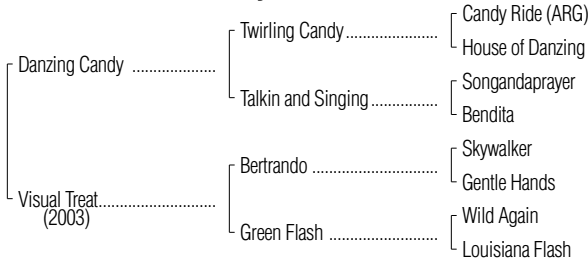 Candy Ride (ARG)
Twirling Candy....................
House of Danzing
Danzing Candy ....................
Songandaprayer
Talkin and Singing................
Bendita
Skywalker
Bertrando ..........................
Gentle Hands
Visual Treat..........................
(2003)
Wild Again
Green Flash ........................
Louisiana Flash